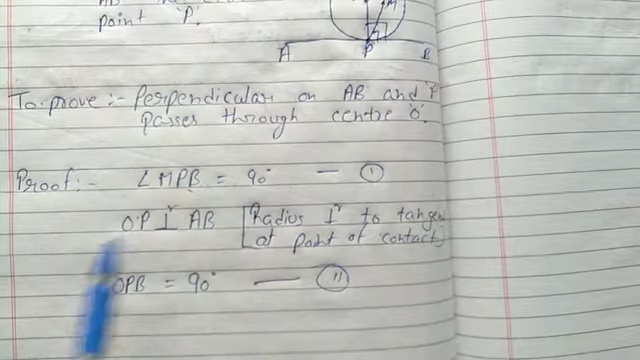 point 'P'.
M
A P B
To prove :- Perpendicular on AB and 'P'
passes through centre 'O'.
Proof :- ∠MPB = 90° — (I)
OP ⊥r AB [Radius ⊥r to tangen
at point of contact]
OPB = 90° — (II)